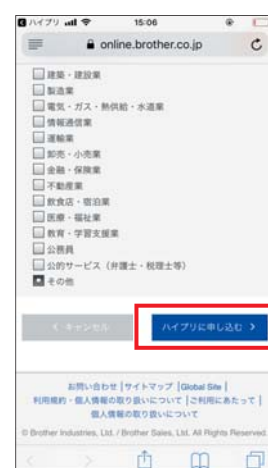 ハイプリ 15:06
online.brother.co.jp
建築・建設業
製造業
電気・ガス・熱供給・水道業
情報通信業
運輸業
卸売・小売業
金融・保険業
不動産業
飲食店・宿泊業
医療・福祉業
教育・学習支援業
公務員
公的サービス(弁護士・税理士等)
その他
< キャンセル ハイプリに申し込む >
お問い合わせ | サイトマップ | Global Site |
利用規約・個人情報の取り扱いについて | ご利用にあたって |
個人情報の取り扱いについて
© Brother Industries, Ltd. / Brother Sales, Ltd. All Rights Reserved.